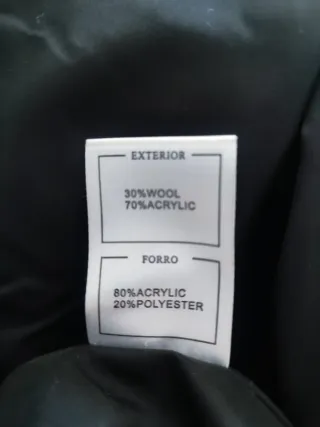 EXTERIOR
30%WOOL
70%ACRYLIC
FORRO
80%ACRYLIC
20%POLYESTER